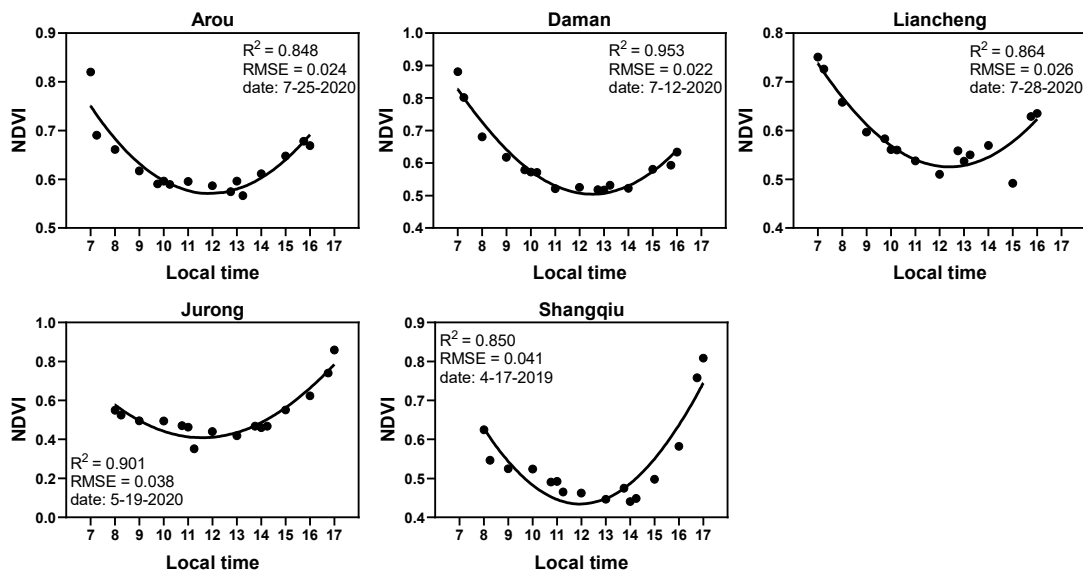 Arou
NDVI
0.9
0.8
0.7
0.6
0.5
R² = 0.848
RMSE = 0.024
date: 7-25-2020
7 8 9 10 11 12 13 14 15 16 17
Local time
Daman
NDVI
1.0
0.9
0.8
0.7
0.6
0.5
0.4
R² = 0.953
RMSE = 0.022
date: 7-12-2020
7 8 9 10 11 12 13 14 15 16 17
Local time
Liancheng
NDVI
0.8
0.7
0.6
0.5
0.4
R² = 0.864
RMSE = 0.026
date: 7-28-2020
7 8 9 10 11 12 13 14 15 16 17
Local time
Jurong
NDVI
1.0
0.8
0.6
0.4
0.2
0.0
R² = 0.901
RMSE = 0.038
date: 5-19-2020
7 8 9 10 11 12 13 14 15 16 17
Local time
Shangqiu
NDVI
0.9
0.8
0.7
0.6
0.5
0.4
R² = 0.850
RMSE = 0.041
date: 4-17-2019
7 8 9 10 11 12 13 14 15 16 17
Local time